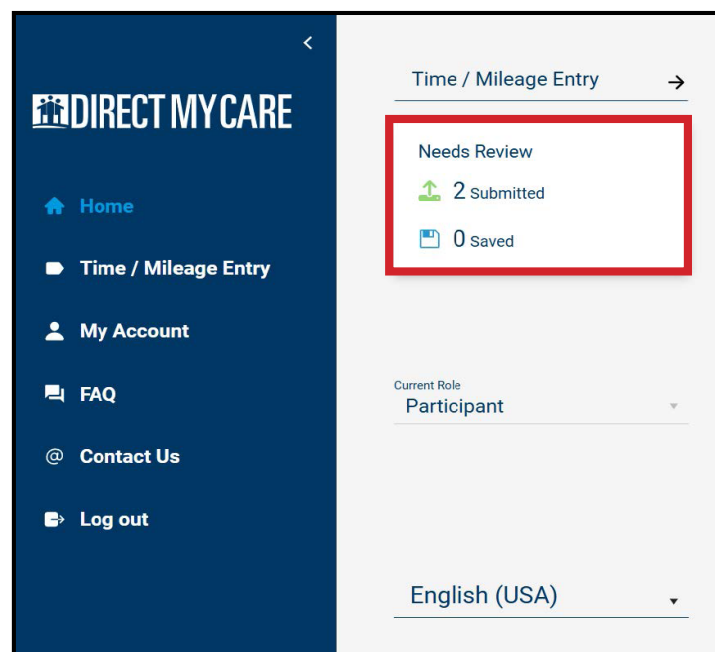 DIRECT MY CARE
Home
Time / Mileage Entry
My Account
FAQ
@ Contact Us
Log out
Time / Mileage Entry
Needs Review
2 Submitted
0 Saved
Current Role
Participant
English (USA)